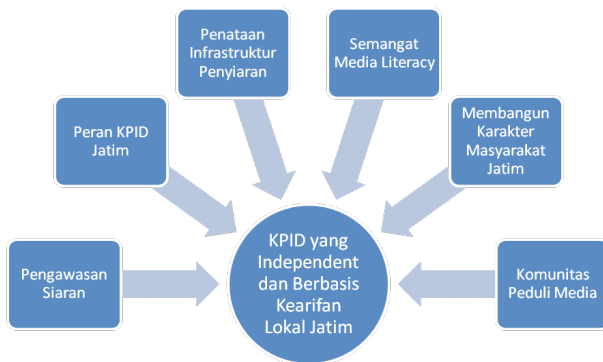 Penataan
Infrastruktur
Penyiaran
Semangat
Media Literacy
Peran KPID
Jatim
Membangun
Karakter
Masyarakat
Jatim
Pengawasan
Siaran
KPID yang
Independent
dan Berbasis
Kearifan
Lokal Jatim
Komunitas
Peduli Media